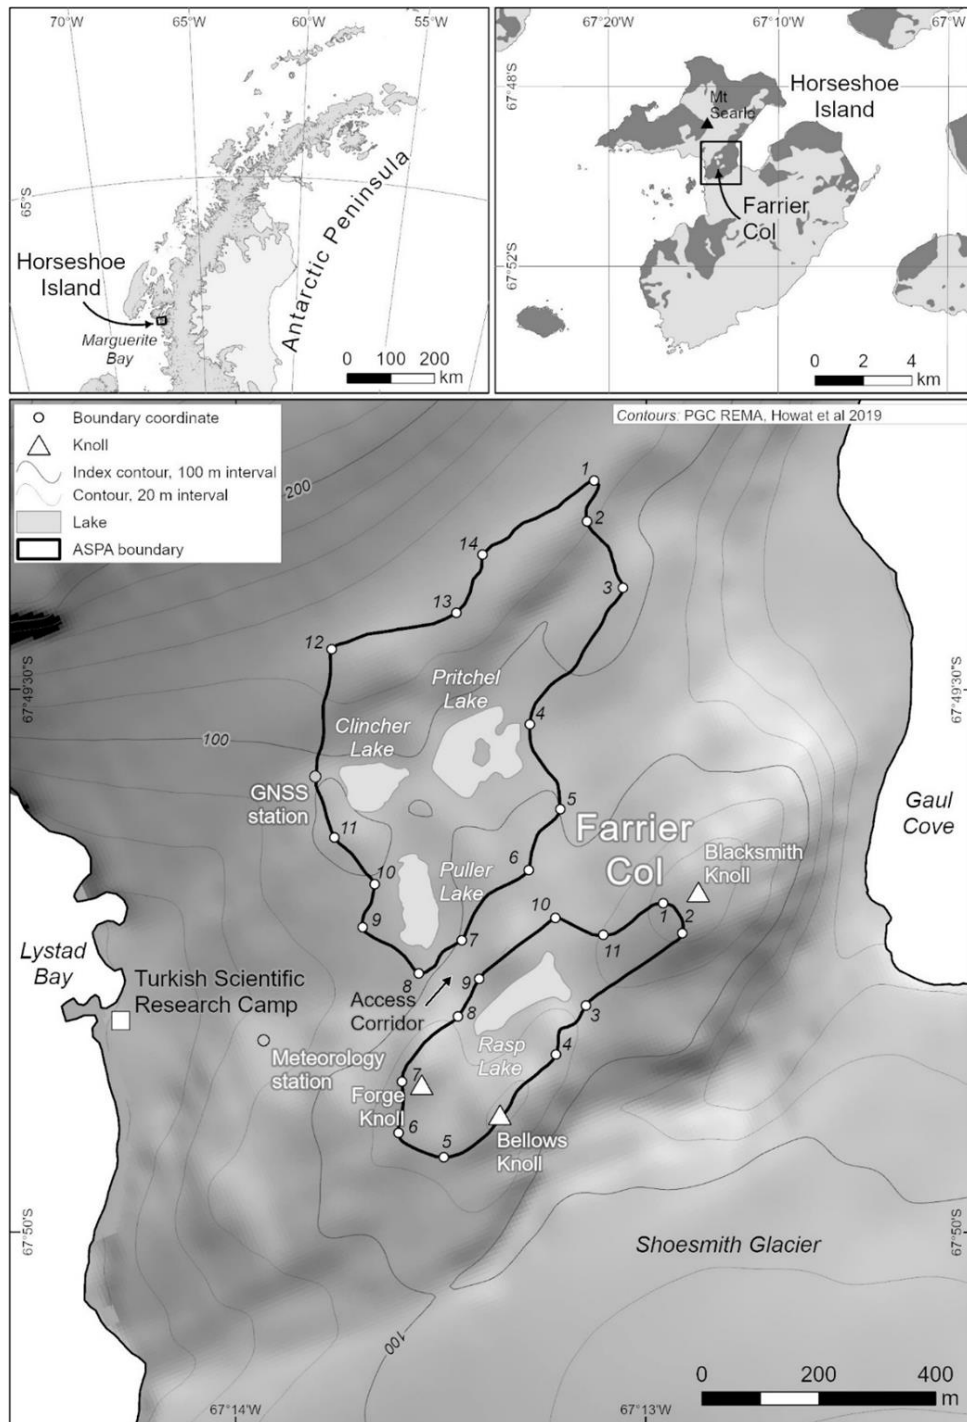 70°W
65°W
60°W
55°W
65°S
Antarctic Peninsula
Horseshoe
Island
Marguerite
Bay
0 100 200
km
67°20'W
67°10'W
67°W
67°48'S
67°52'S
Mt
Searle
Horseshoe
Island
Farrier
Col
0 2 4
km
Boundary coordinate
Knoll
Index contour, 100 m interval
Contour, 20 m interval
Lake
ASPA boundary
Contours: PGC REMA, Howat et al 2019
200
1
2
14
3
13
12
67°49'30"S
67°49'30"S
Pritchel
Lake
4
Clincher
Lake
100
GNSS
station
5
Farrier
Col
Gaul
Cove
11
6
Blacksmith
Knoll
10
Puller
Lake
9
7
10
1
2
11
Lystad
Bay
8
9
Turkish Scientific
Research Camp
Access
Corridor
8
3
Rasp
Lake
4
Meteorology
station
7
Forge
Knoll
6
5
Bellows
Knoll
67°50'S
67°50'S
Shoesmith Glacier
100
0 200 400
m
67°14'W
67°13'W